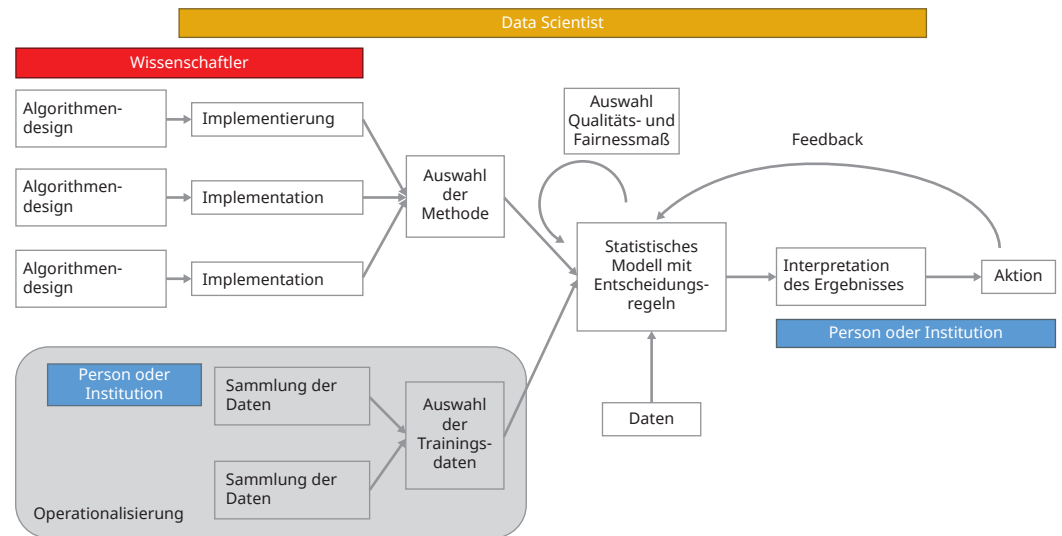 Data Scientist
Wissenschaftler
Algorithmen-
design
Implementierung
Algorithmen-
design
Implementation
Algorithmen-
design
Implementation
Auswahl
der
Methode
Auswahl
Qualitäts- und
Fairnessmaß
Feedback
Statistisches
Modell mit
Entscheidungs-
regeln
Interpretation
des Ergebnisses
Aktion
Person oder Institution
Daten
Person oder
Institution
Sammlung der
Daten
Sammlung der
Daten
Auswahl
der
Trainings-
daten
Operationalisierung